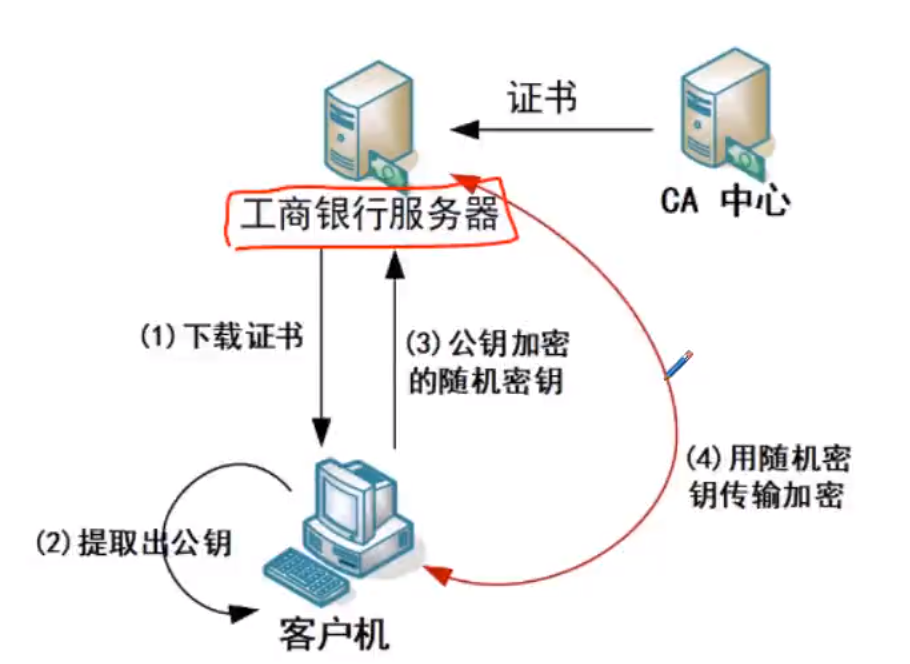 证书
CA 中心
工商银行服务器
(1)下载证书
(3)公钥加密
的随机密钥
(4)用随机密
钥传输加密
(2)提取出公钥
客户机